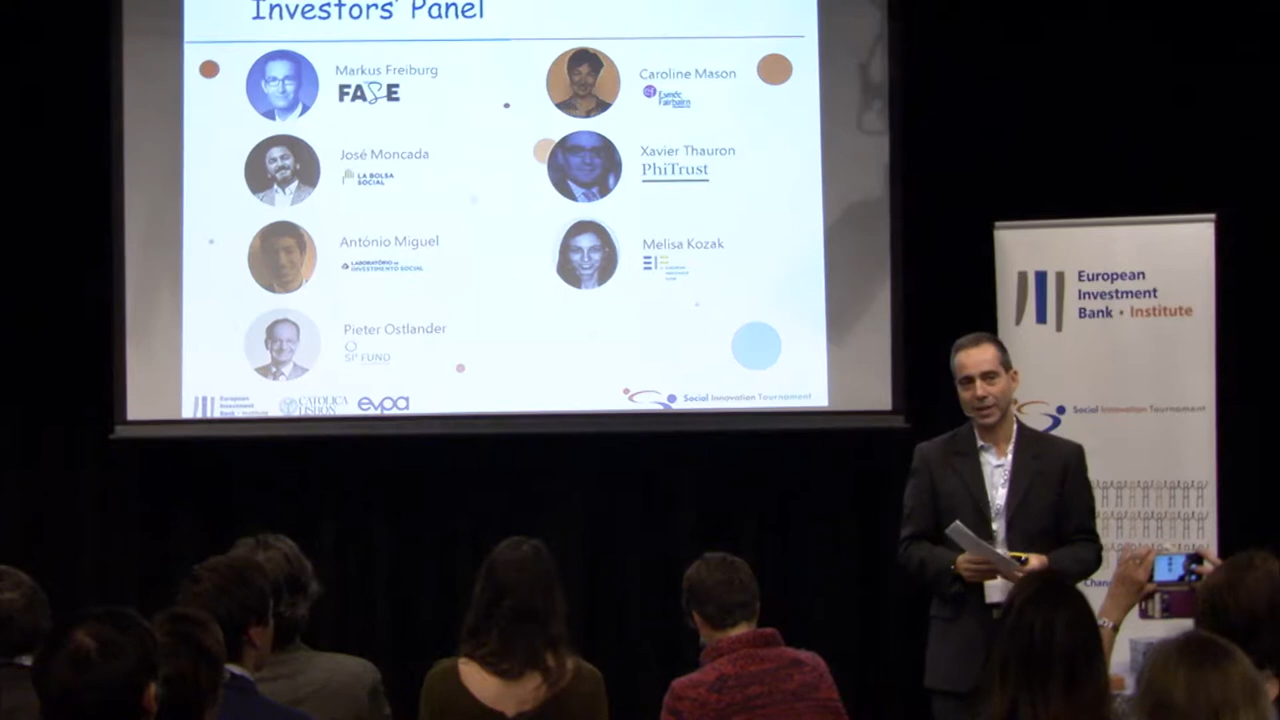 Investors' Panel
Markus Freiburg
FASE
José Moncada
LA BOLSA
SOCIAL
António Miguel
LABORATÓRIO DE
INVESTIMENTO SOCIAL
Pieter Ostlander
SI² FUND
Caroline Mason
Esmée
Fairbairn
Xavier Thauron
PhiTrust
Melisa Kozak
European
Investment
Bank • Institute
CATÓLICA
LISBON
evpa
Social Innovation Tournament
European
Investment
Bank • Institute
Social Innovation Tournament